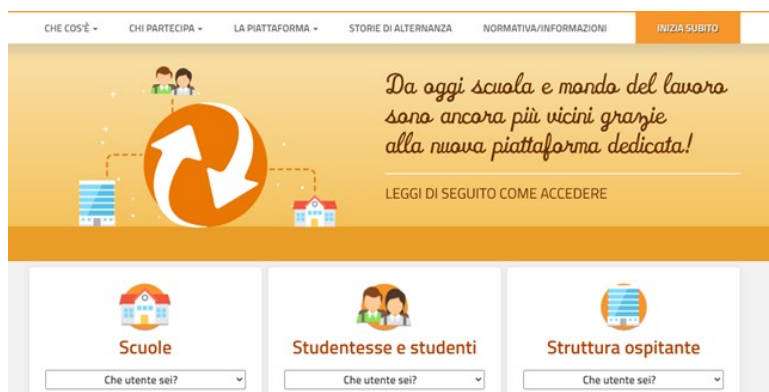 CHE COS'È
CHI PARTECIPA
LA PIATTAFORMA
STORIE DI ALTERNANZA
NORMATIVA/INFORMAZIONI
INIZIA SUBITO
Da oggi scuola e mondo del lavoro
sono ancora più vicini grazie
alla nuova piattaforma dedicata!
LEGGI DI SEGUITO COME ACCEDERE
Scuole
Che utente sei?
Studentesse e studenti
Che utente sei?
Struttura ospitante
Che utente sei?